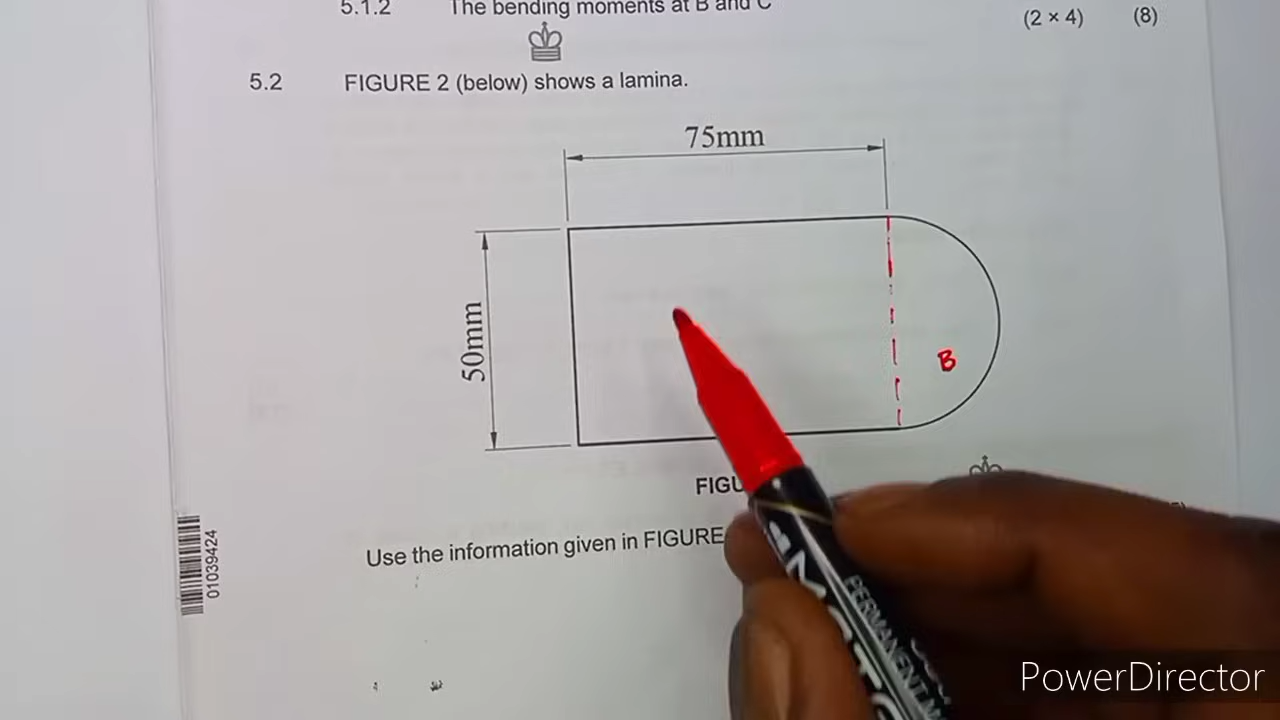 5.1.2 The bending moments at B and C
(2 × 4) (8)
5.2 FIGURE 2 (below) shows a lamina.
75mm
50mm
B
Use the information given in FIGURE
01039424
PERMANENT
PowerDirector